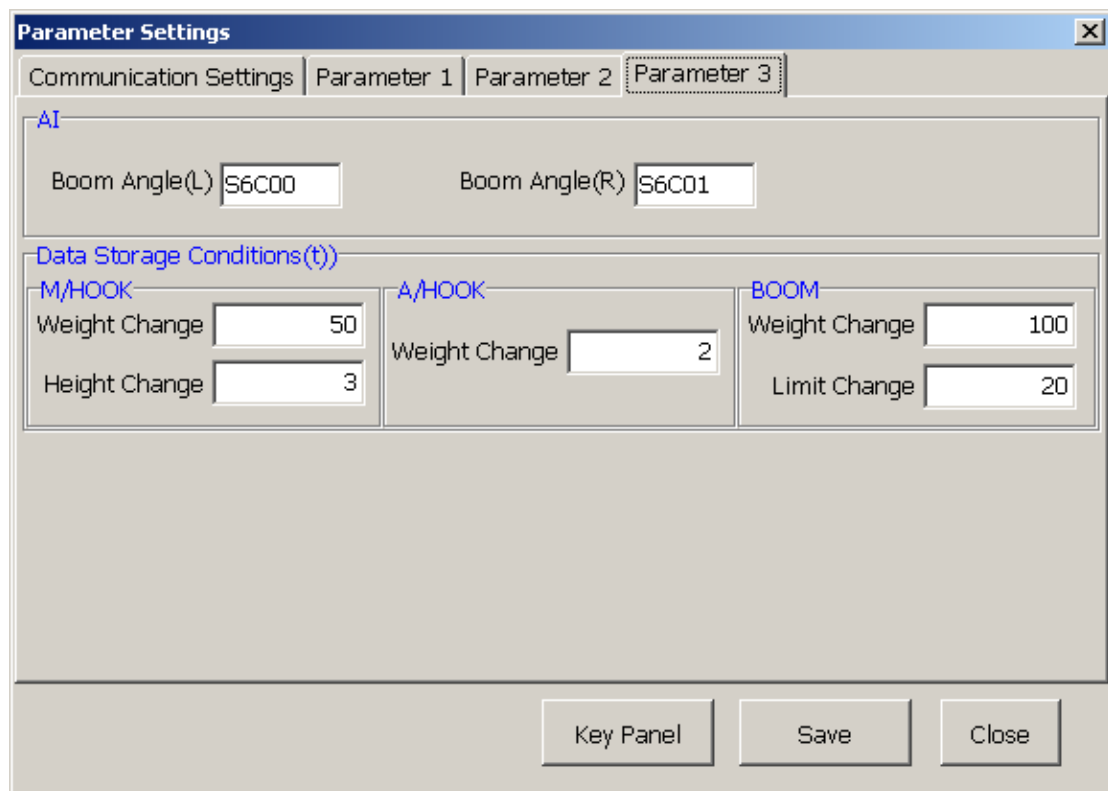 Parameter Settings
Communication Settings Parameter 1 Parameter 2 Parameter 3
AI
Boom Angle(L) S6C00 Boom Angle(R) S6C01
Data Storage Conditions(t))
M/HOOK A/HOOK BOOM
Weight Change 50 Weight Change 100
Weight Change 2
Height Change 3 Limit Change 20
Key Panel Save Close